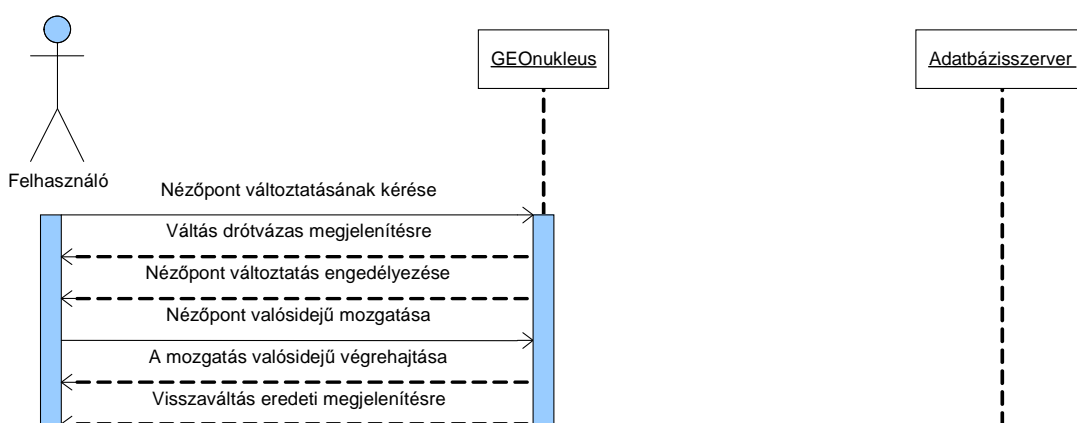 GEOnukleus
Adatbázisszerver
Felhasználó
Nézőpont változtatásának kérése
Váltás drótvázas megjelenítésre
Nézőpont változtatás engedélyezése
Nézőpont valósidejű mozgatása
A mozgatás valósidejű végrehajtása
Visszaváltás eredeti megjelenítésre